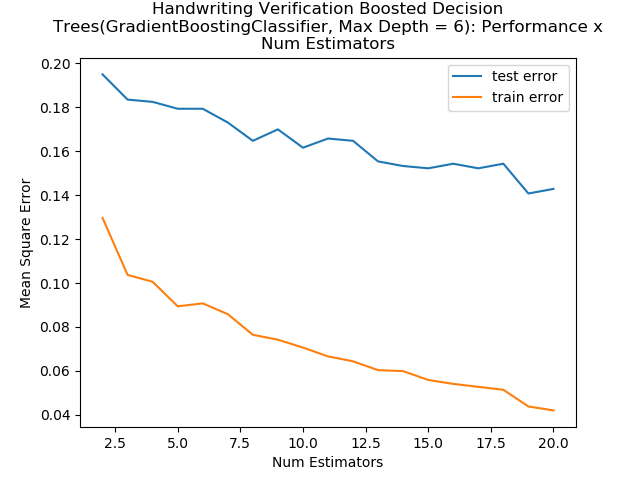 Handwriting Verification Boosted Decision
Trees(GradientBoostingClassifier, Max Depth = 6): Performance x
Num Estimators
test error
train error
Mean Square Error
0.20
0.18
0.16
0.14
0.12
0.10
0.08
0.06
0.04
2.5 5.0 7.5 10.0 12.5 15.0 17.5 20.0
Num Estimators